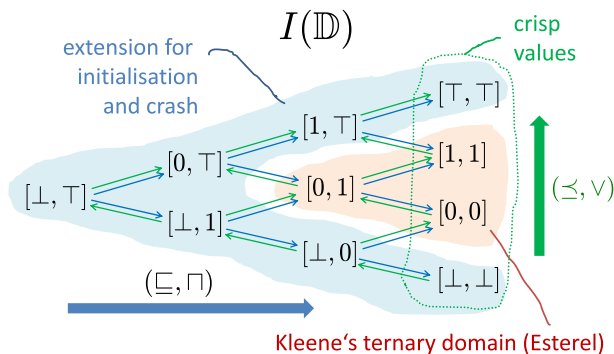 I(𝔻)
extension for
initialisation
and crash
crisp
values
[⊤, ⊤]
[1, ⊤]
[0, ⊤]
[1, 1]
[⊥, ⊤]
[0, 1]
(⪯, ∨)
[⊥, 1]
[0, 0]
[⊥, 0]
[⊥, ⊥]
(⊑, ⊓)
Kleene‘s ternary domain (Esterel)